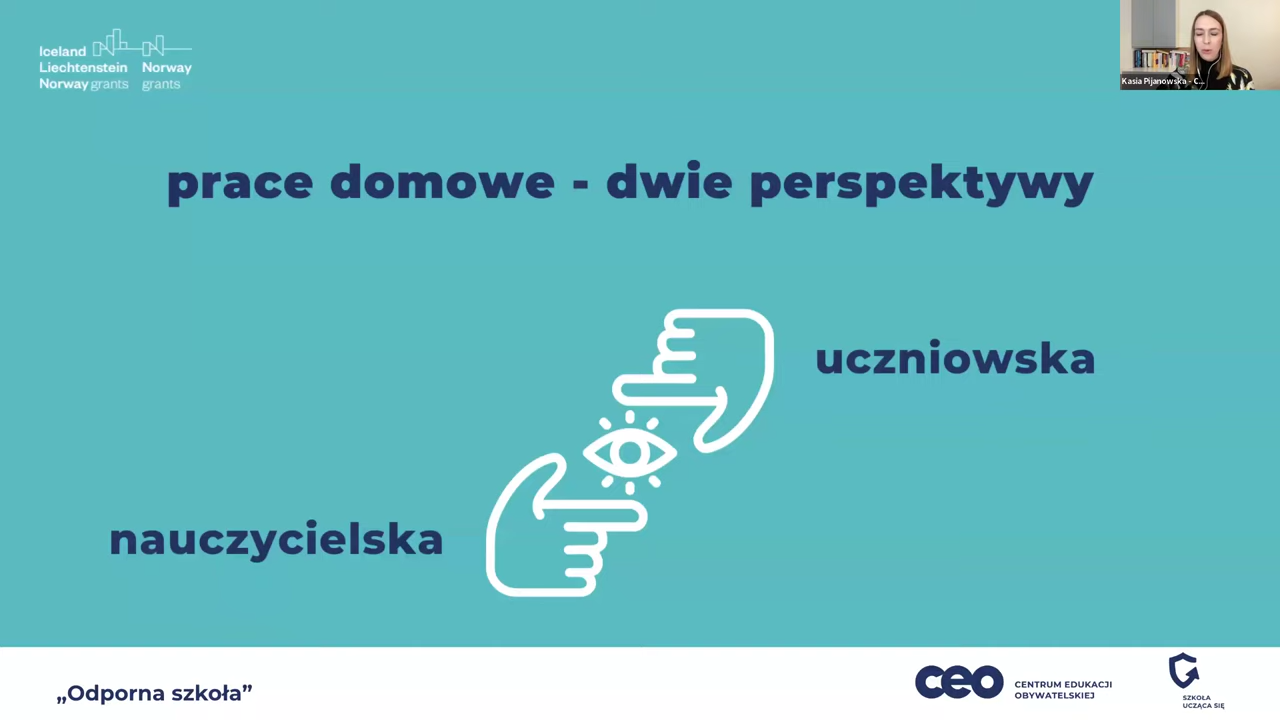 Iceland
Liechtenstein Norway
Norway grants grants
Kasia Pijanowska - C...
prace domowe - dwie perspektywy
uczniowska
nauczycielska
„Odporna szkoła”
ceo CENTRUM EDUKACJI
OBYWATELSKIEJ
SZKOŁA
UCZĄCA SIĘ